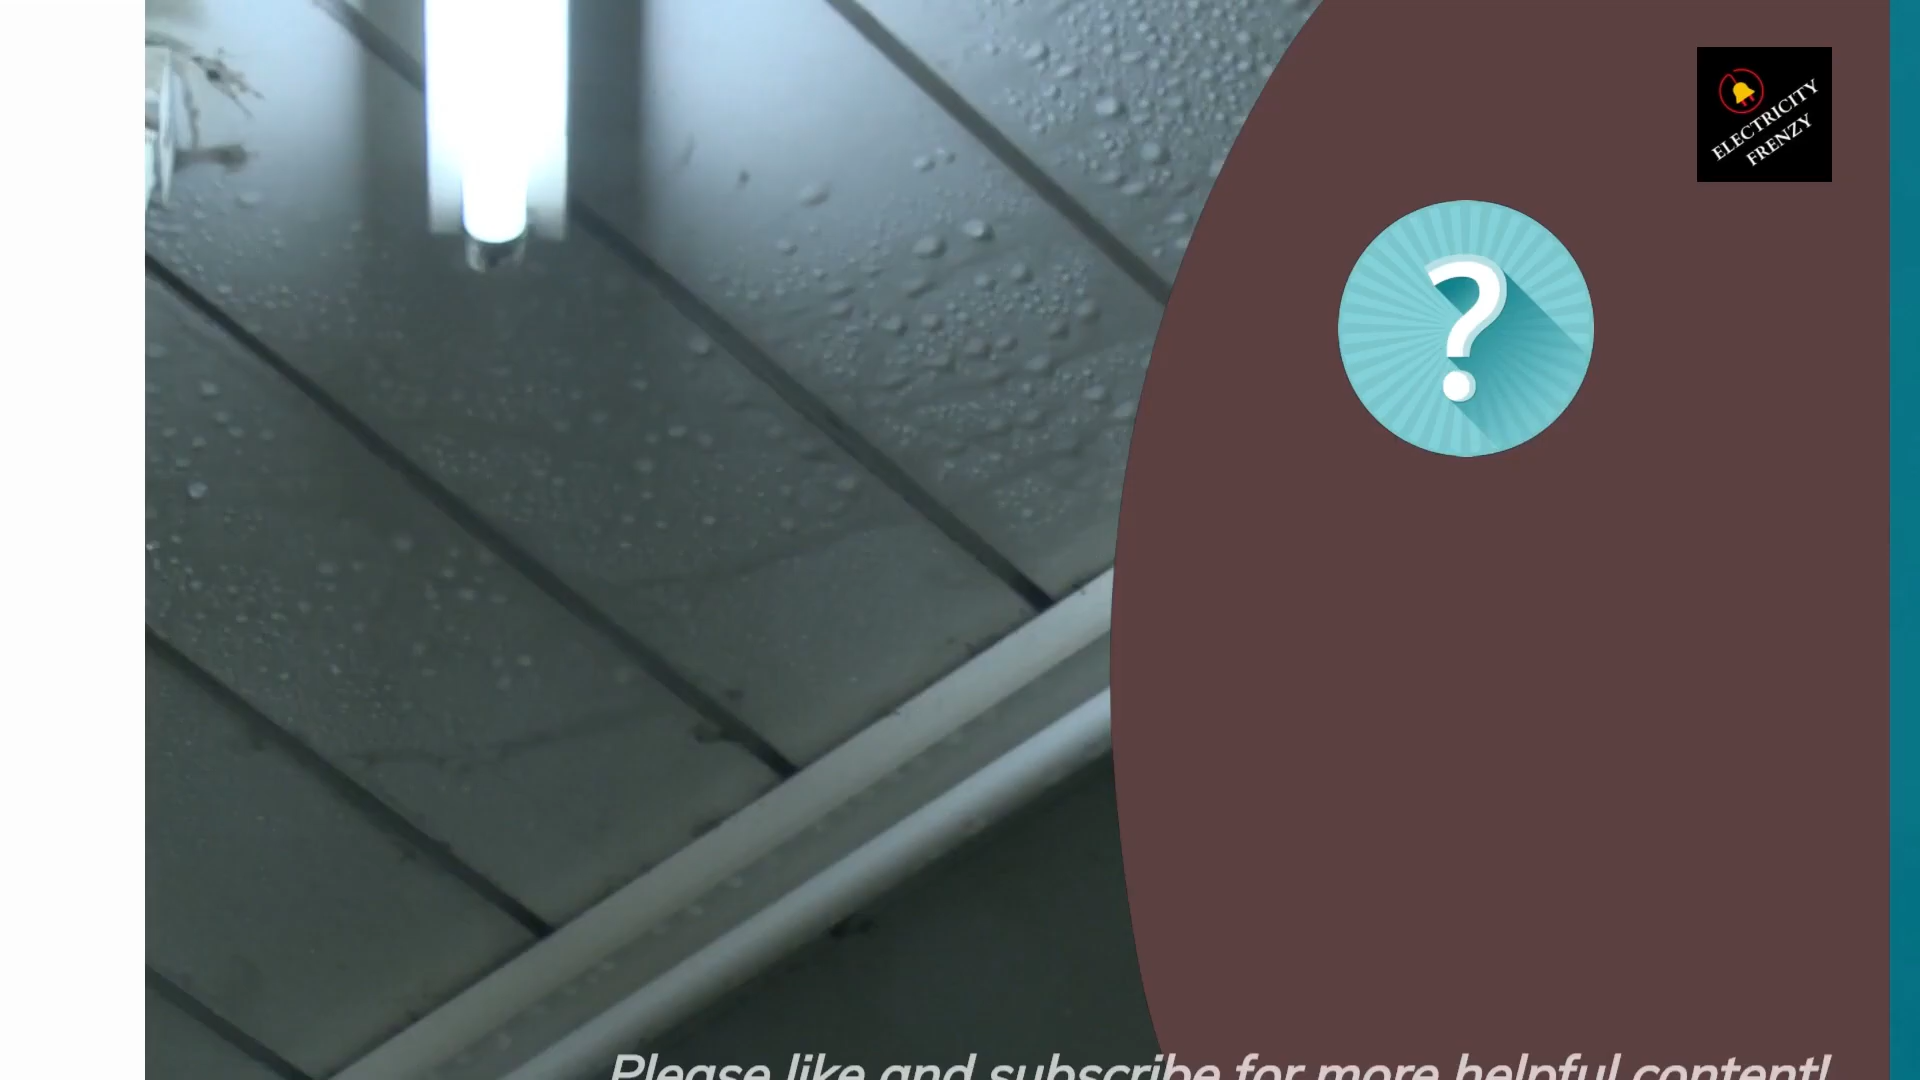 ELECTRICITY
FRENZY
?
Please like and subscribe for more helpful content!